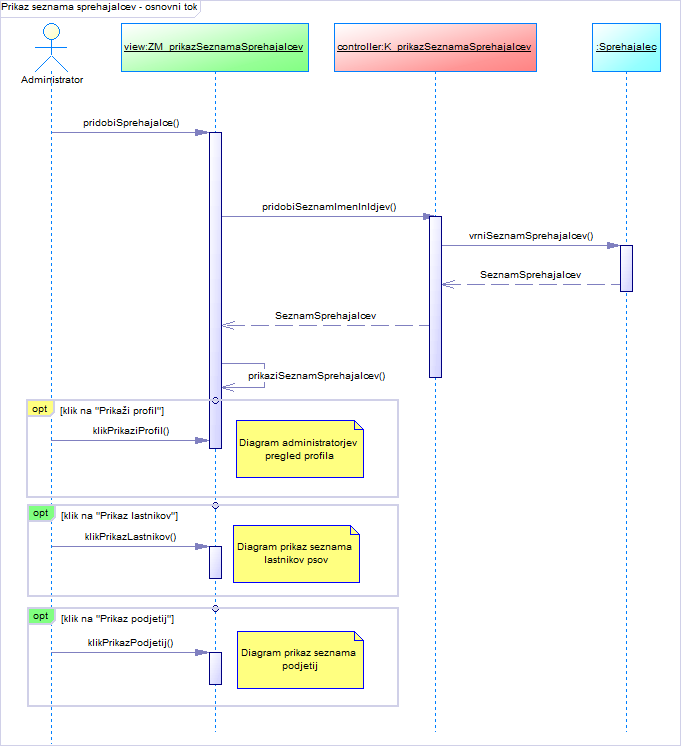 Prikaz seznama sprehajalcev - osnovni tok
Administrator
view:ZM_prikazSeznamaSprehajalcev
controller:K_prikazSeznamaSprehajalcev
:Sprehajalec
pridobiSprehajalce()
pridobiSeznamImenInIdjev()
vrniSeznamSprehajalcev()
SeznamSprehajalcev
SeznamSprehajalcev
prikaziSeznamSprehajalcev()
opt
[klik na "Prikaži profil"]
klikPrikaziProfil()
Diagram administratorjev
pregled profila
opt
[klik na "Prikaz lastnikov"]
klikPrikazLastnikov()
Diagram prikaz seznama
lastnikov psov
opt
[klik na "Prikaz podjetij"]
klikPrikazPodjetij()
Diagram prikaz seznama
podjetij